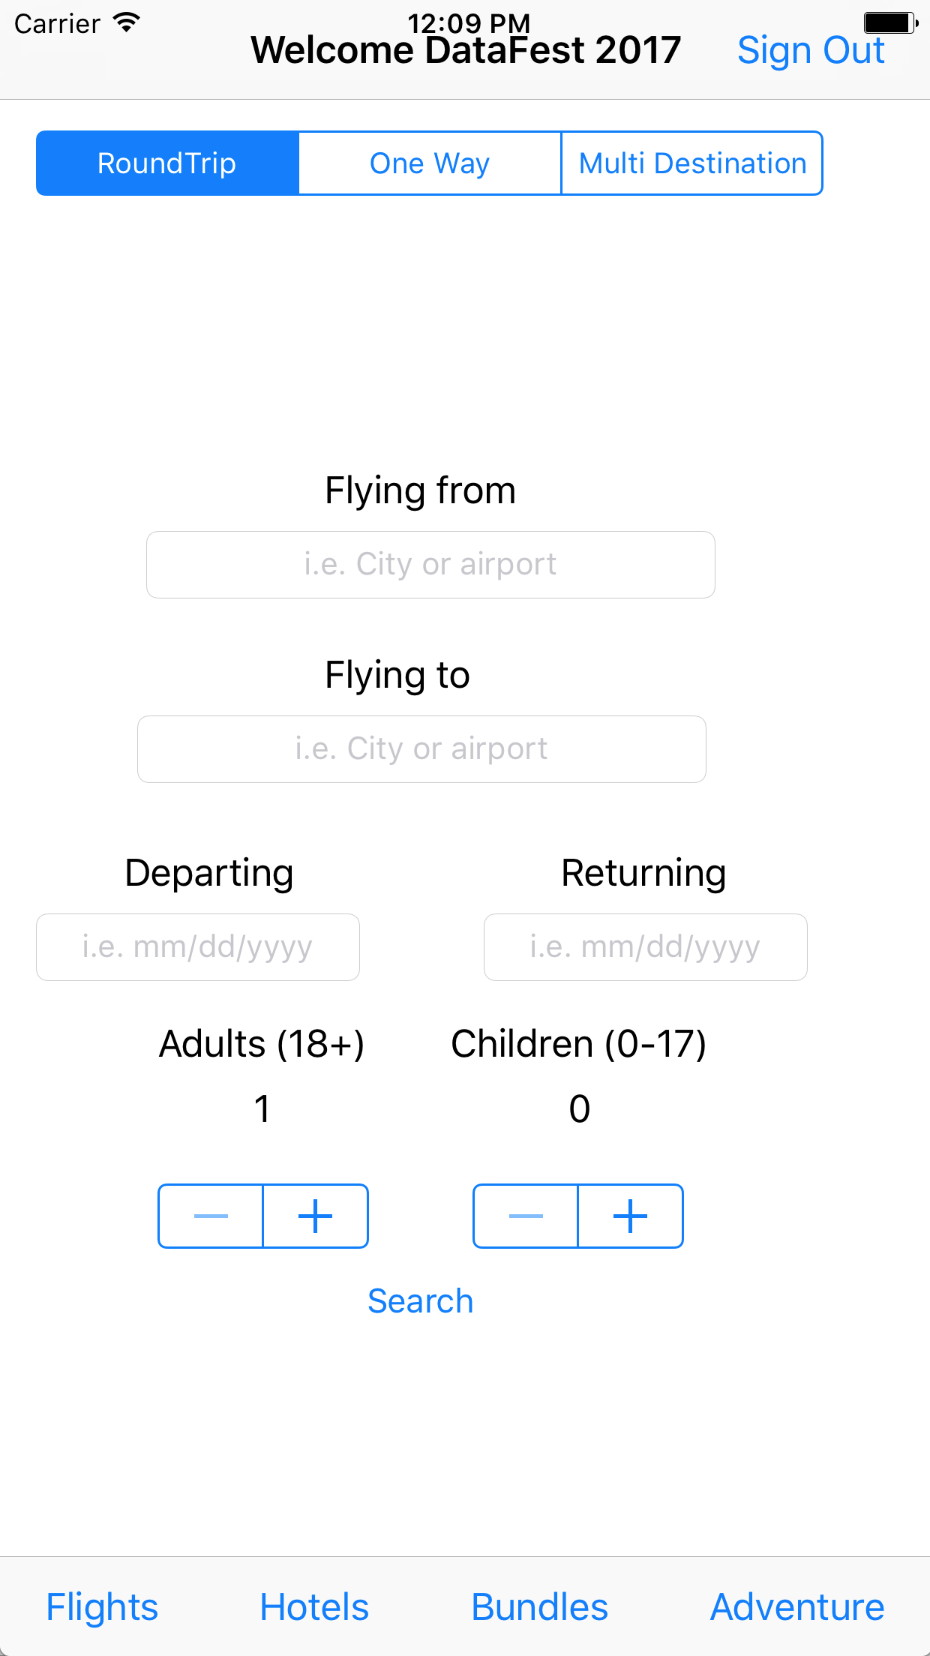 Carrier 12:09 PM
Welcome DataFest 2017 Sign Out
RoundTrip One Way Multi Destination
Flying from
i.e. City or airport
Flying to
i.e. City or airport
Departing Returning
i.e. mm/dd/yyyy i.e. mm/dd/yyyy
Adults (18+) Children (0-17)
1 0
Search
Flights Hotels Bundles Adventure